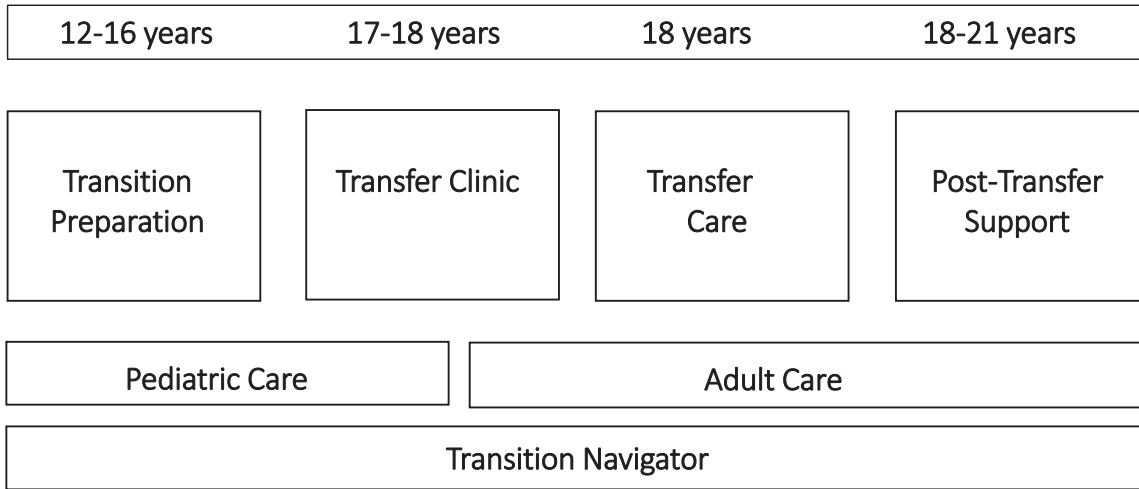 12-16 years 17-18 years 18 years 18-21 years
Transition
Preparation
Transfer Clinic
Transfer
Care
Post-Transfer
Support
Pediatric Care
Adult Care
Transition Navigator